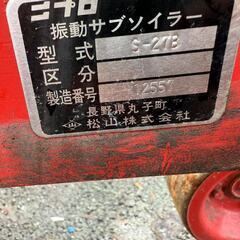 ニプロ
振動サブソイラー
型式 S-27B
区分
製造番号 1255
長野県丸子町
松山株式会社